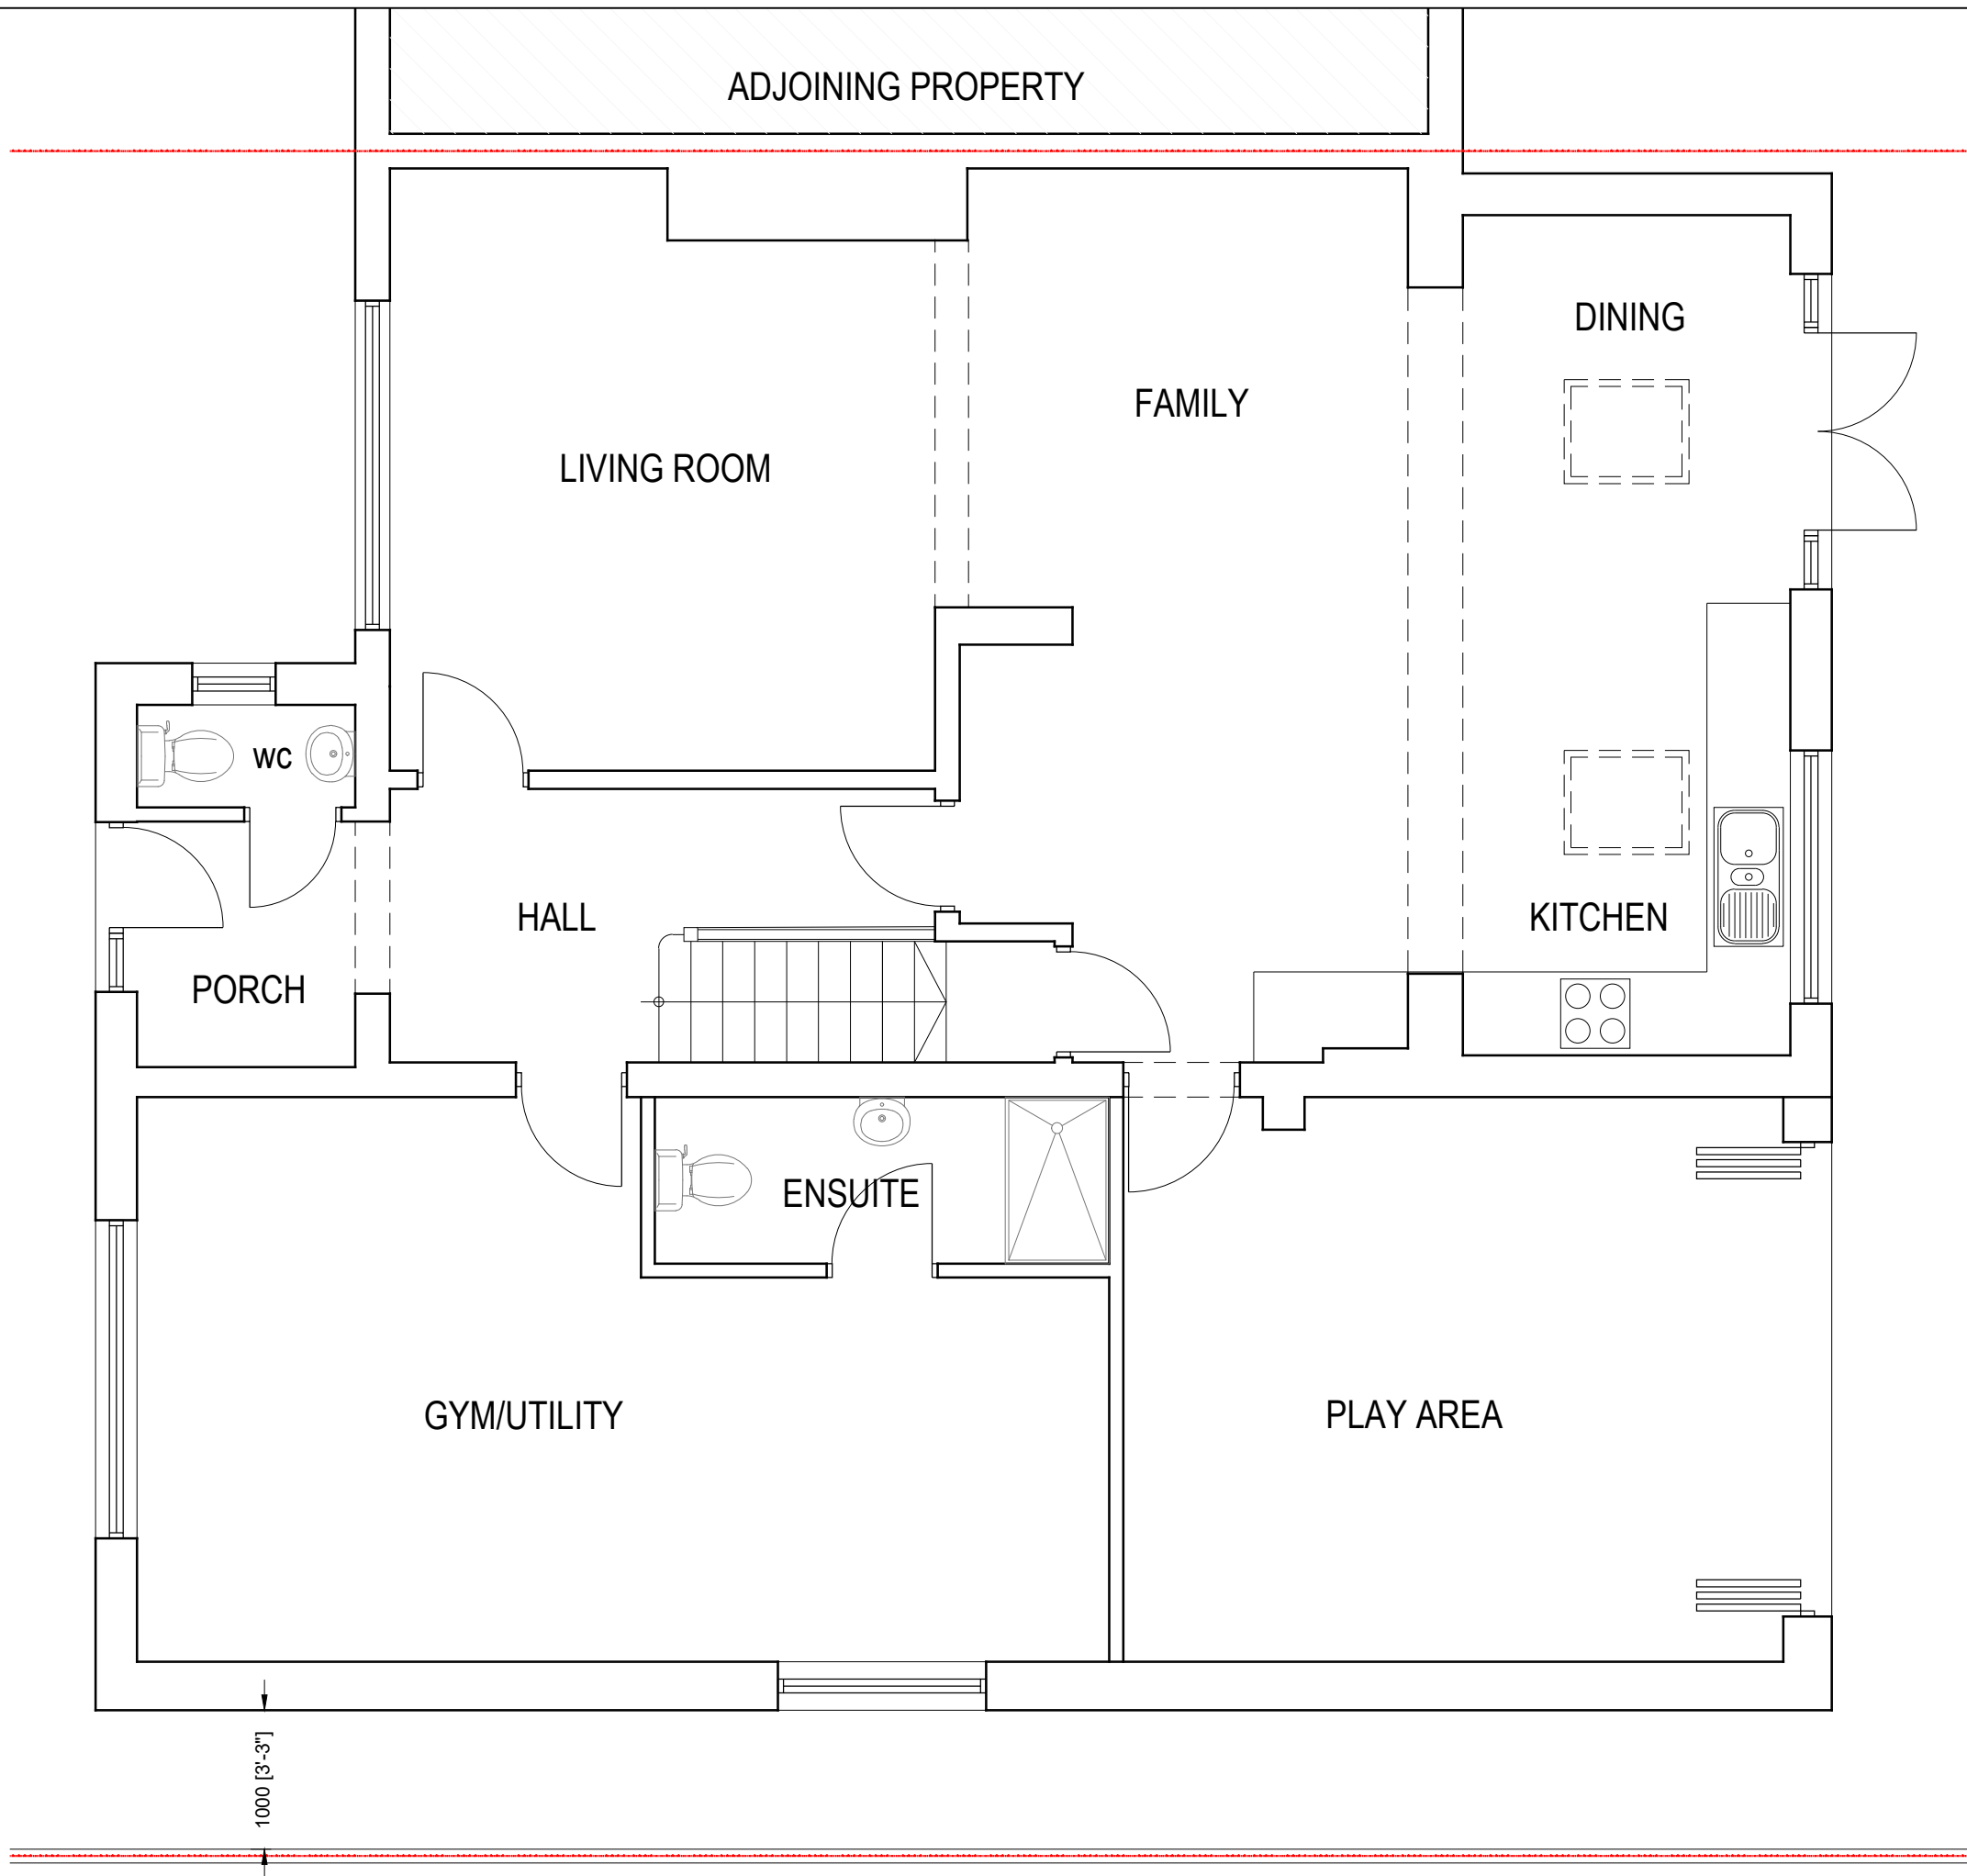 ADJOINING PROPERTY
DINING
FAMILY
LIVING ROOM
wc
HALL
KITCHEN
PORCH
ENSUITE
GYM/UTILITY
PLAY AREA
1000 [3'-3"]